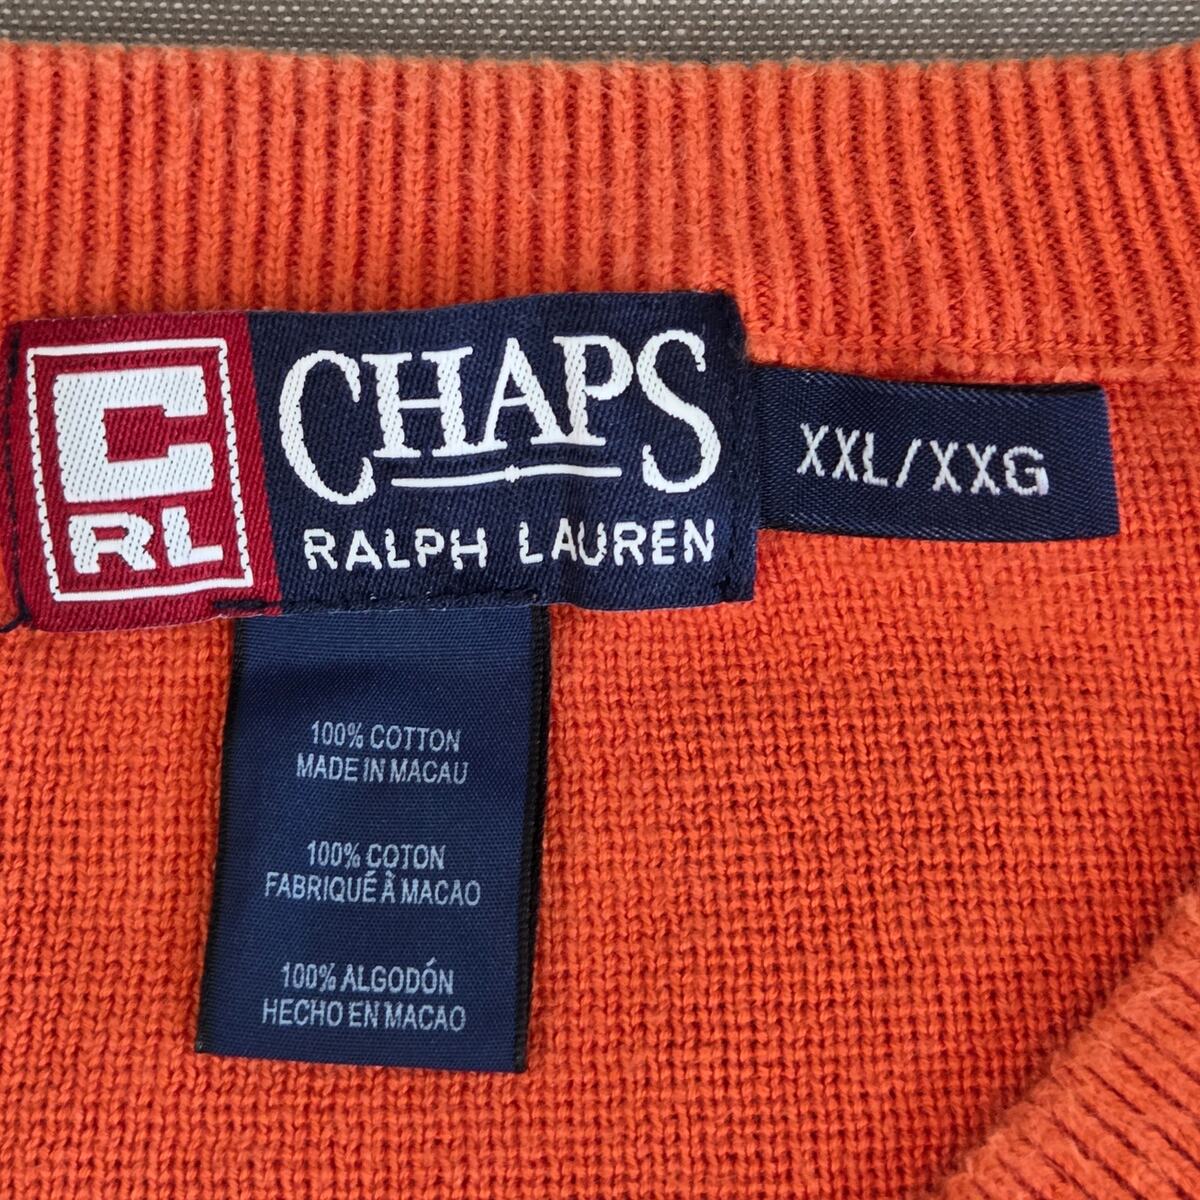 C
RL
CHAPS
RALPH LAUREN
XXL/XXG
100% COTTON
MADE IN MACAU
100% COTON
FABRIQUÉ À MACAO
100% ALGODÓN
HECHO EN MACAO